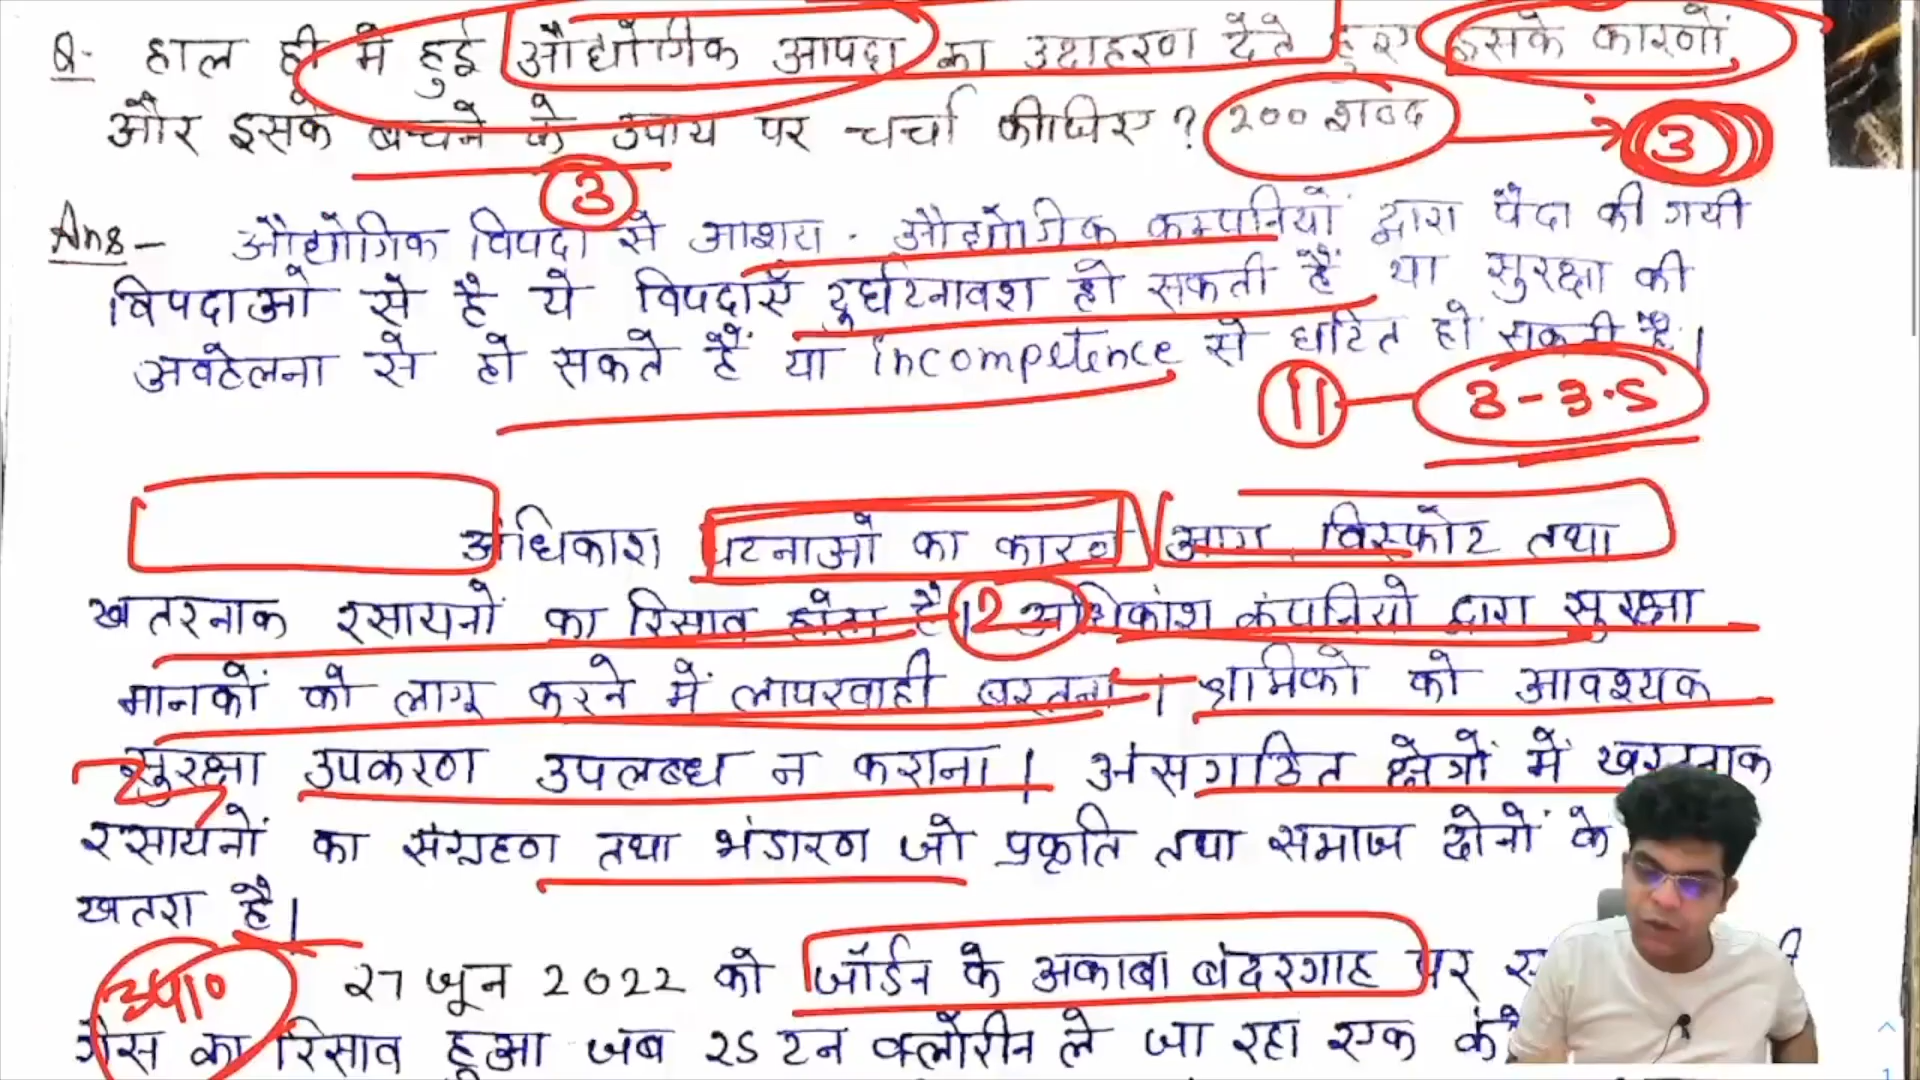 Q- हाल ही में हुई औद्योगिक आपदा का उदाहरण देते हुए इसके कारणों
और इसके बचने के उपाय पर चर्चा कीजिए? 200 शब्द 3
3
Ans- औद्योगिक विपदा से आशय औद्योगिक कम्पनियों द्वारा पैदा की गयी
विपदाओं से है ये विपदाएँ दुर्घटनावश हो सकती हैं या सुरक्षा की
अवहेलना से हो सकते हैं या incompetence से घटित हो सकती है।
11 3-3.5
अधिकाश घटनाओं का कारण आग, विस्फोट तथा
खतरनाक रसायनों का रिसाव होता है। 2 अधिकांश कंपनियो द्वारा सुरक्षा
मानकों को लागू करने में लापरवाही बरतना। श्रमिको को आवश्यक
सुरक्षा उपकरण उपलब्ध न कराना। असंगठित क्षेत्रों में खतरनाक
रसायनों का संग्रहण तथा भंडारण जो प्रकृति तथा समाज दोनों के
खतरा है।
27 जून 2022 को जॉर्डन के अकाबा बंदरगाह पर
गैस का रिसाव हुआ जब 25 टन क्लोरीन ले जा रहा एक